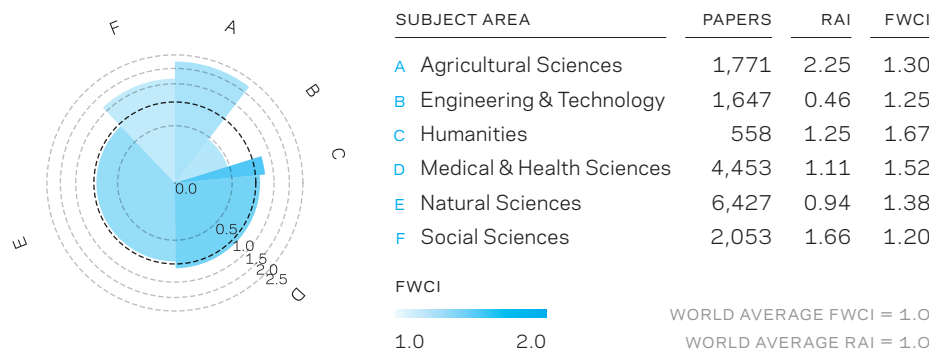 F
A
B
C
D
E
0.0
0.5
1.0
1.5
2.0
2.5
SUBJECT AREA PAPERS RAI FWCI
A Agricultural Sciences 1,771 2.25 1.30
B Engineering & Technology 1,647 0.46 1.25
C Humanities 558 1.25 1.67
D Medical & Health Sciences 4,453 1.11 1.52
E Natural Sciences 6,427 0.94 1.38
F Social Sciences 2,053 1.66 1.20
FWCI
1.0 2.0
WORLD AVERAGE FWCI = 1.0
WORLD AVERAGE RAI = 1.0